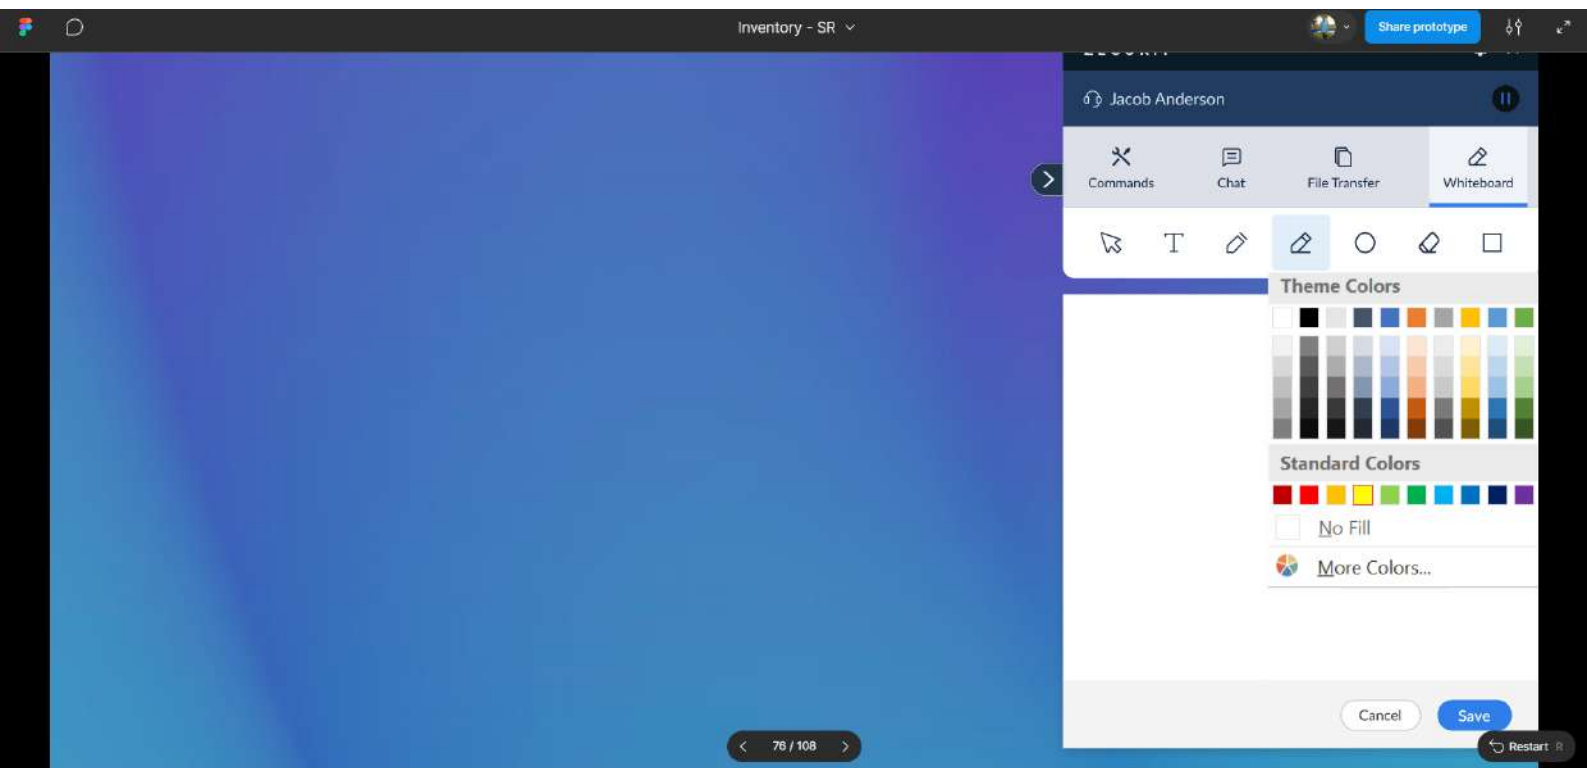 Inventory - SR
Share prototype
Jacob Anderson
Commands
Chat
File Transfer
Whiteboard
T
Theme Colors
Standard Colors
No Fill
More Colors...
Cancel
Save
76 / 108
Restart R